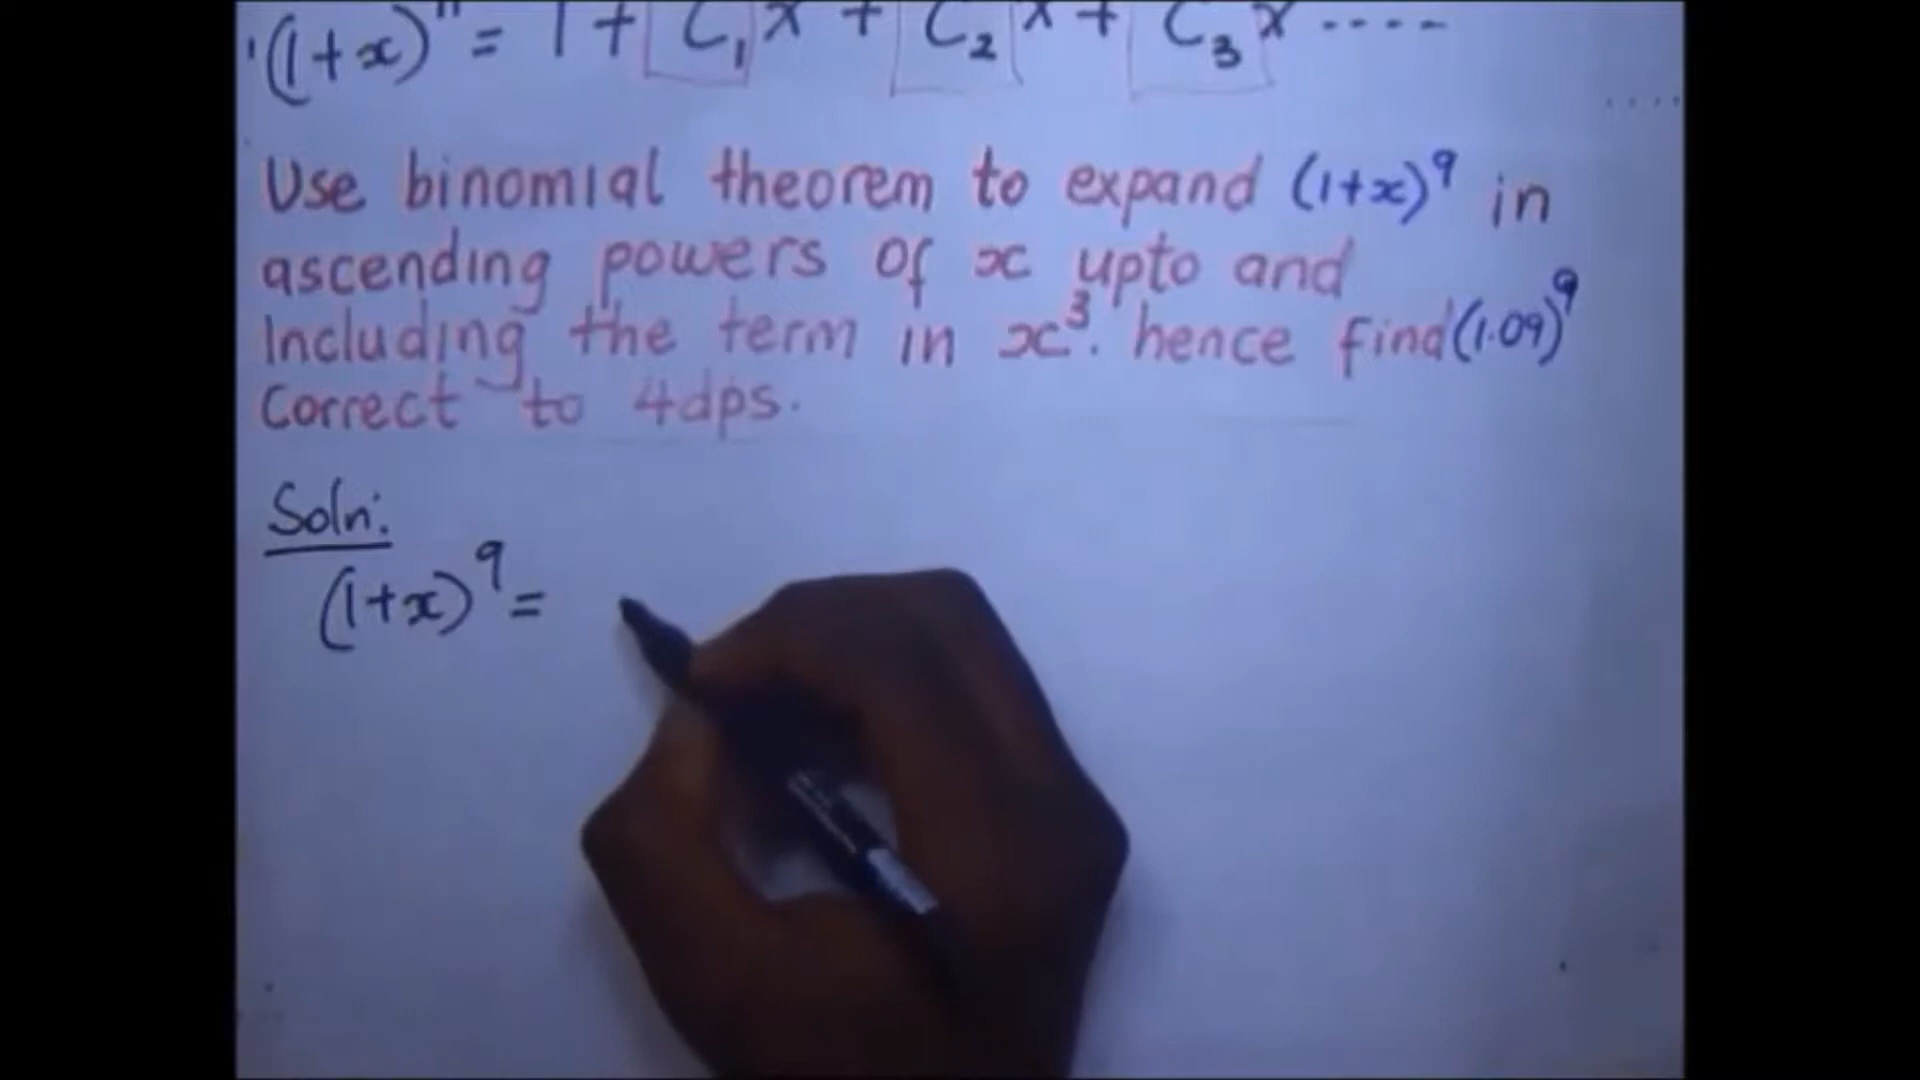 (1+x)ⁿ = 1 + C₁x + C₂x + C₃x ----
Use binomial theorem to expand (1+x)⁹ in
ascending powers of x upto and
Including the term in x³. hence find (1.09)⁹
Correct to 4dps.
Soln:
(1+x)⁹ =